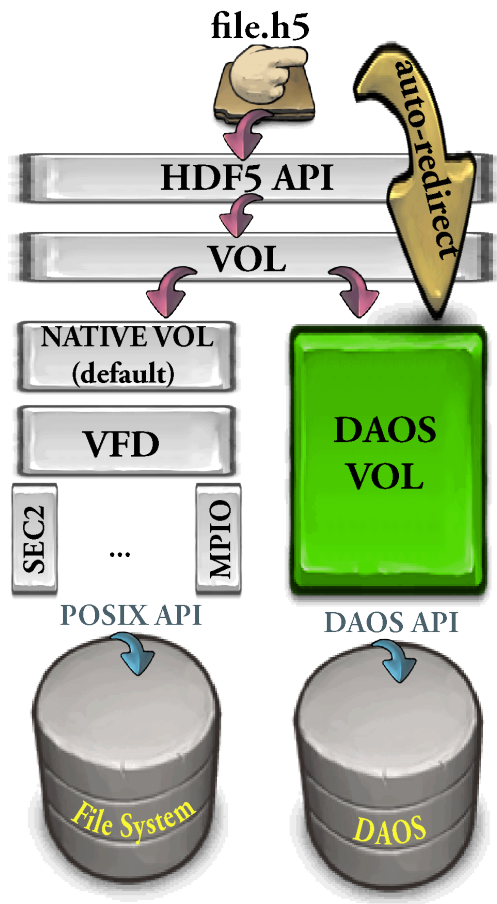 file.h5
auto-redirect
HDF5 API
VOL
NATIVE VOL
(default)
VFD
SEC2
...
MPIO
DAOS
VOL
POSIX API
DAOS API
File System
DAOS